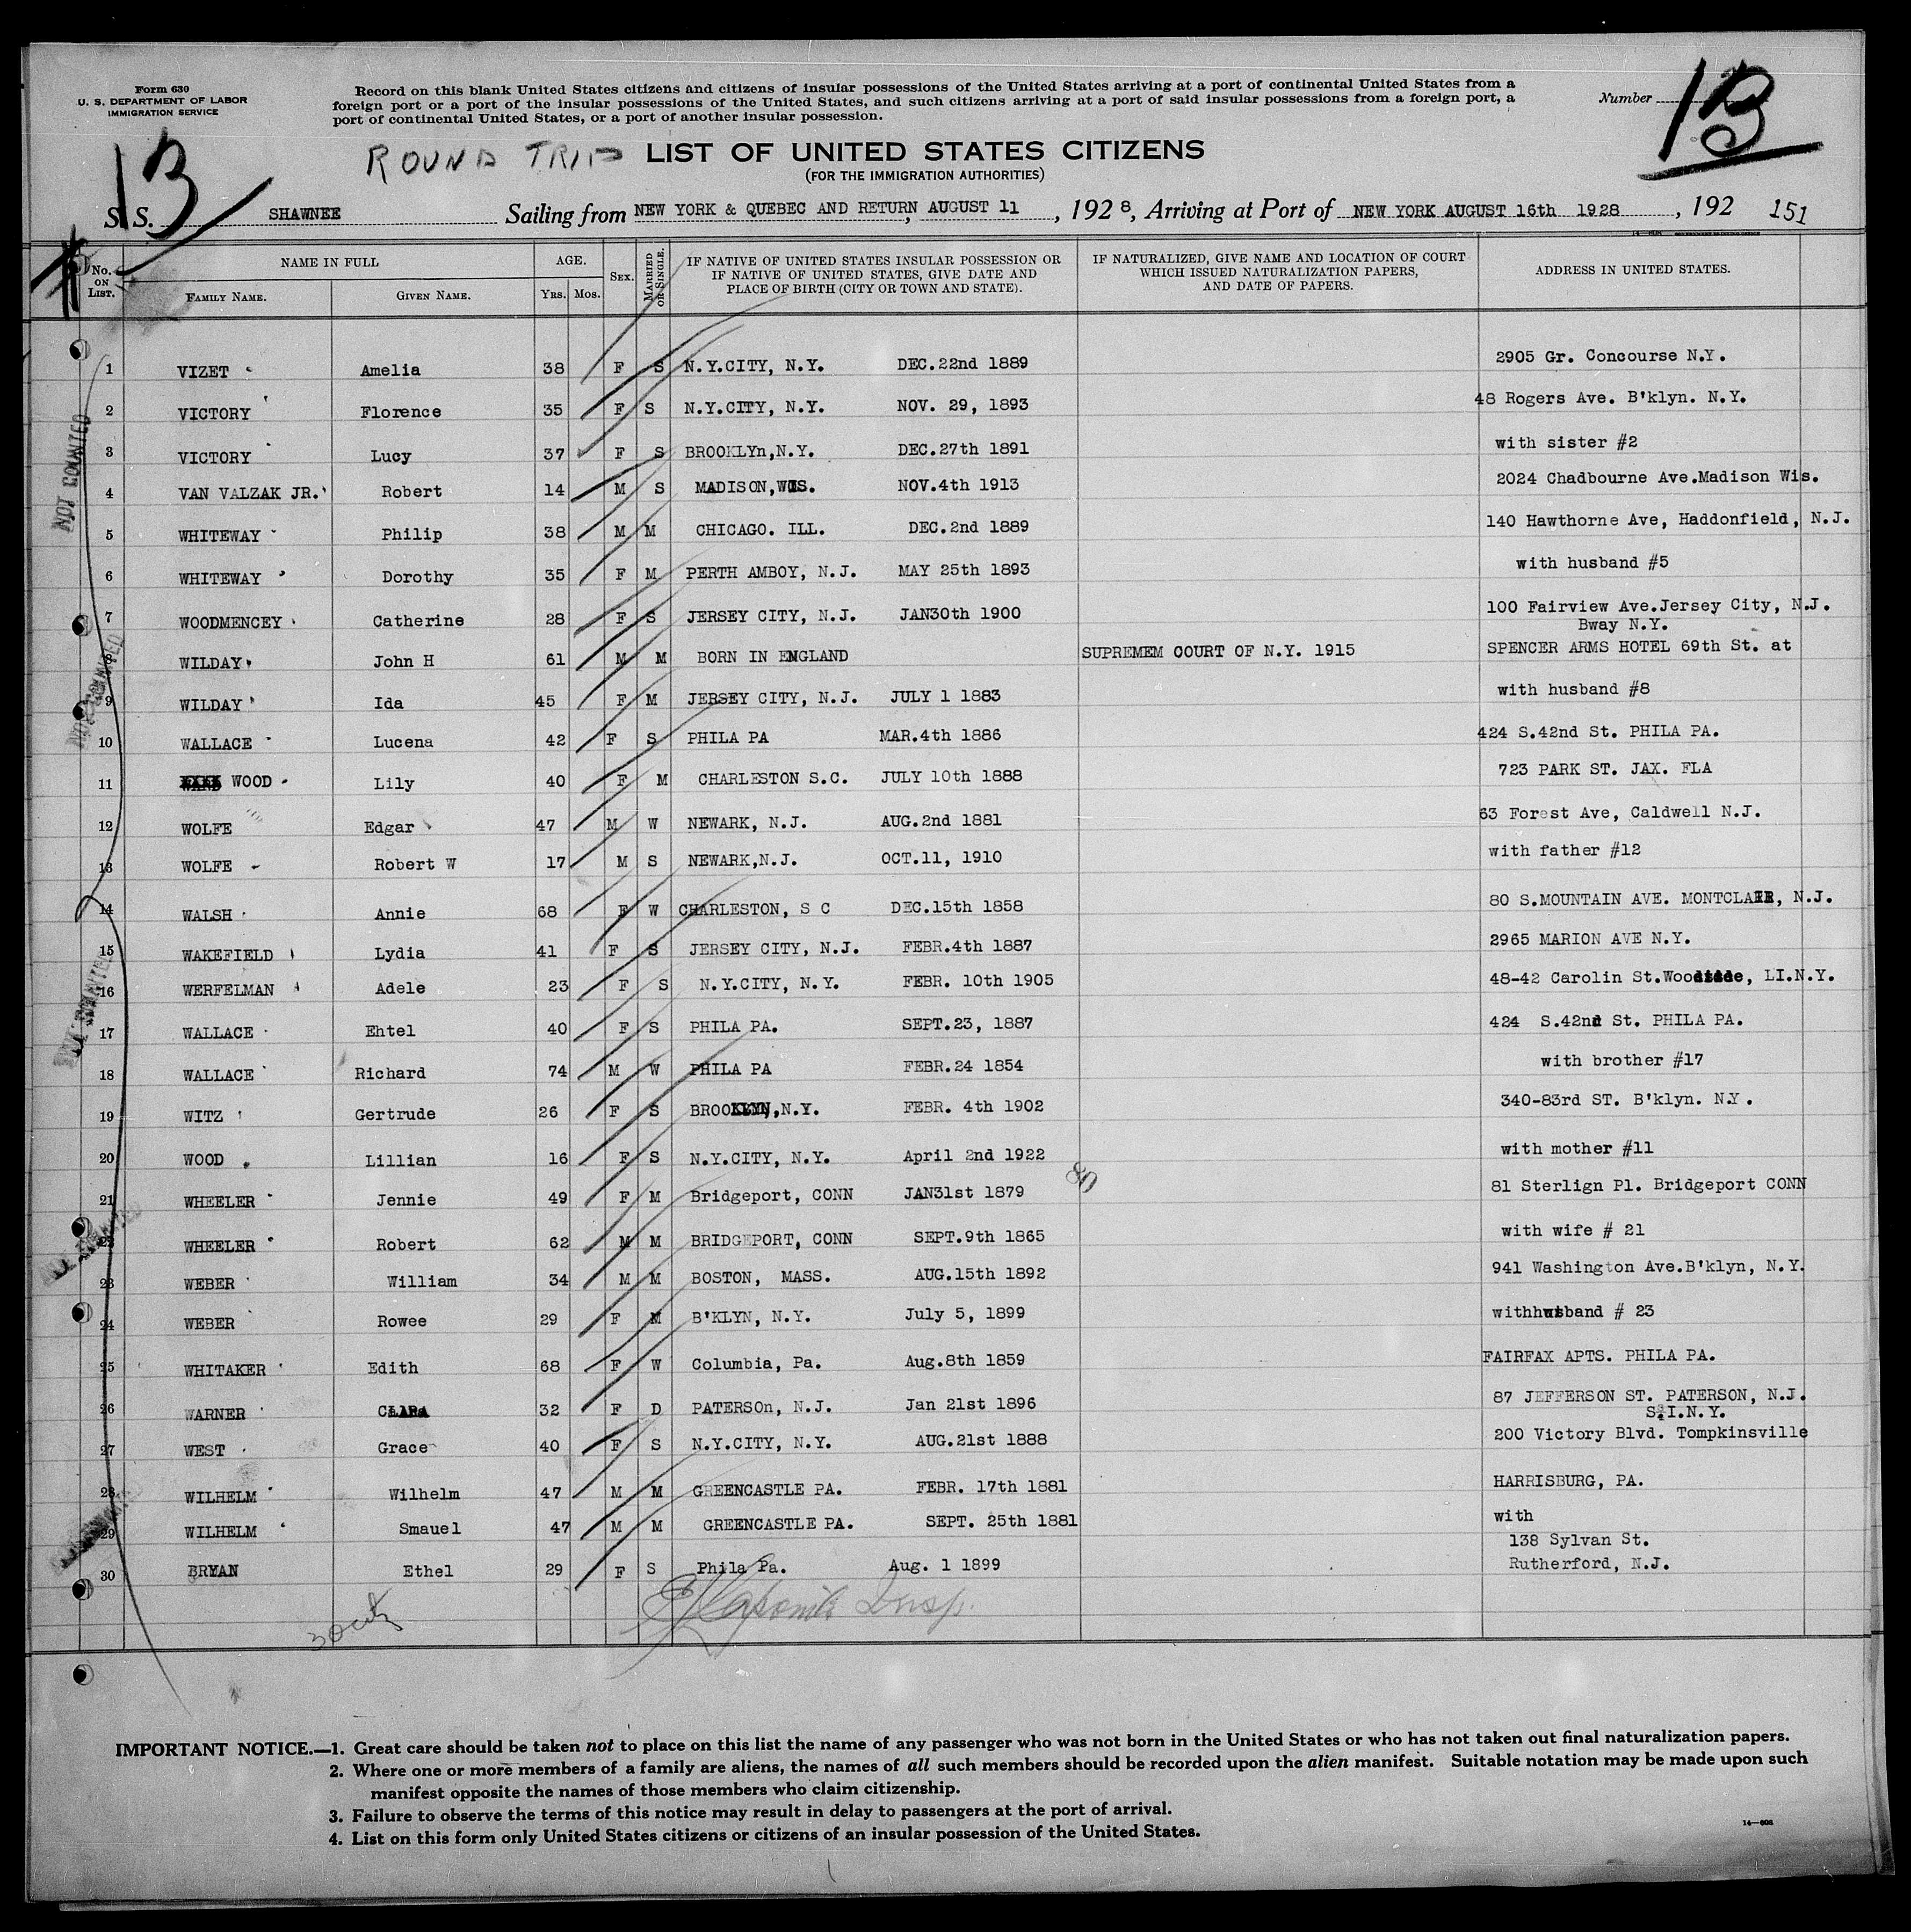 Form 630
U. S. DEPARTMENT OF LABOR
IMMIGRATION SERVICE
Record on this blank United States citizens and citizens of insular possessions of the United States arriving at a port of continental United States from a
foreign port or a port of the insular possessions of the United States, and such citizens arriving at a port of said insular possessions from a foreign port, a
port of continental United States, or a port of another insular possession.
Number 13
13
ROUND TRIP LIST OF UNITED STATES CITIZENS
(FOR THE IMMIGRATION AUTHORITIES)
S. S. SHAWNEE Sailing from NEW YORK & QUEBEC AND RETURN, AUGUST 11, 1928, Arriving at Port of NEW YORK AUGUST 16th 1928, 192 151
No. ON LIST. NAME IN FULL FAMILY NAME. GIVEN NAME. AGE. YRS. MOS. SEX. MARRIED OR SINGLE. IF NATIVE OF UNITED STATES INSULAR POSSESSION OR IF NATIVE OF UNITED STATES, GIVE DATE AND PLACE OF BIRTH (CITY OR TOWN AND STATE). IF NATURALIZED, GIVE NAME AND LOCATION OF COURT WHICH ISSUED NATURALIZATION PAPERS, AND DATE OF PAPERS. ADDRESS IN UNITED STATES.
1 VIZET Amelia 38 F S N.Y.CITY, N.Y. DEC.22nd 1889 2905 Gr. Concourse N.Y.
2 VICTORY Florence 35 F S N.Y.CITY, N.Y. NOV. 29, 1893 48 Rogers Ave. B'klyn. N.Y.
3 VICTORY Lucy 37 F S BROOKLYn,N.Y. DEC.27th 1891 with sister #2
4 VAN VALZAK JR. Robert 14 M S MADISON,WIS. NOV.4th 1913 2024 Chadbourne Ave.Madison Wis.
5 WHITEWAY Philip 38 M M CHICAGO. ILL. DEC.2nd 1889 140 Hawthorne Ave, Haddonfield, N.J.
6 WHITEWAY Dorothy 35 F M PERTH AMBOY, N.J. MAY 25th 1893 with husband #5
7 WOODMENCEY Catherine 28 F S JERSEY CITY, N.J. JAN30th 1900 100 Fairview Ave.Jersey City, N.J.
Bway N.Y.
8 WILDAY John H 61 M M BORN IN ENGLAND SUPREMEM COURT OF N.Y. 1915 SPENCER ARMS HOTEL 69th St. at
9 WILDAY Ida 45 F M JERSEY CITY, N.J. JULY 1 1883 with husband #8
10 WALLACE Lucena 42 F S PHILA PA MAR.4th 1886 424 S.42nd St. PHILA PA.
11 WOOD Lily 40 F M CHARLESTON S.C. JULY 10th 1888 723 PARK ST. JAX. FLA
12 WOLFE Edgar 47 M W NEWARK, N.J. AUG.2nd 1881 63 Forest Ave, Caldwell N.J.
13 WOLFE Robert W 17 M S NEWARK,N.J. OCT.11, 1910 with father #12
14 WALSH Annie 68 F W CHARLESTON, S C DEC.15th 1858 80 S.MOUNTAIN AVE. MONTCLAIR, N.J.
15 WAKEFIELD Lydia 41 F S JERSEY CITY, N.J. FEBR.4th 1887 2965 MARION AVE N.Y.
16 WERFELMAN Adele 23 F S N.Y.CITY, N.Y. FEBR. 10th 1905 48-42 Carolin St.Woodside, LI.N.Y.
17 WALLACE Ehtel 40 F S PHILA PA. SEPT.23, 1887 424 S.42nd St. PHILA PA.
18 WALLACE Richard 74 M W PHILA PA FEBR.24 1854 with brother #17
19 WITZ Gertrude 26 F S BROOKLYN,N.Y. FEBR. 4th 1902 340-83rd ST. B'klyn. N.Y.
20 WOOD Lillian 16 F S N.Y.CITY, N.Y. April 2nd 1922 with mother #11
21 WHEELER Jennie 49 F M Bridgeport, CONN JAN31st 1879 81 Sterlign Pl. Bridgeport CONN
22 WHEELER Robert 62 M M BRIDGEPORT, CONN SEPT.9th 1865 with wife # 21
23 WEBER William 34 M M BOSTON, MASS. AUG.15th 1892 941 Washington Ave.B'klyn, N.Y.
24 WEBER Rowee 29 F M B'KLYN, N.Y. July 5, 1899 withhusband # 23
25 WHITAKER Edith 68 F W Columbia, Pa. Aug.8th 1859 FAIRFAX APTS. PHILA PA.
26 WARNER CLARA 32 F D PATERSOn, N.J. Jan 21st 1896 87 JEFFERSON ST. PATERSON, N.J.
S.I.N.Y.
27 WEST Grace 40 F S N.Y.CITY, N.Y. AUG.21st 1888 200 Victory Blvd. Tompkinsville
28 WILHELM Wilhelm 47 M M GREENCASTLE PA. FEBR. 17th 1881 HARRISBURG, PA.
29 WILHELM Smauel 47 M M GREENCASTLE PA. SEPT. 25th 1881 with
138 Sylvan St.
30 BRYAN Ethel 29 F S Phila Pa. Aug. 1 1899 Rutherford, N.J.
Insp.
NOT COUNTED
IMPORTANT NOTICE.—1. Great care should be taken not to place on this list the name of any passenger who was not born in the United States or who has not taken out final naturalization papers.
2. Where one or more members of a family are aliens, the names of all such members should be recorded upon the alien manifest. Suitable notation may be made upon such
manifest opposite the names of those members who claim citizenship.
3. Failure to observe the terms of this notice may result in delay to passengers at the port of arrival.
4. List on this form only United States citizens or citizens of an insular possession of the United States.